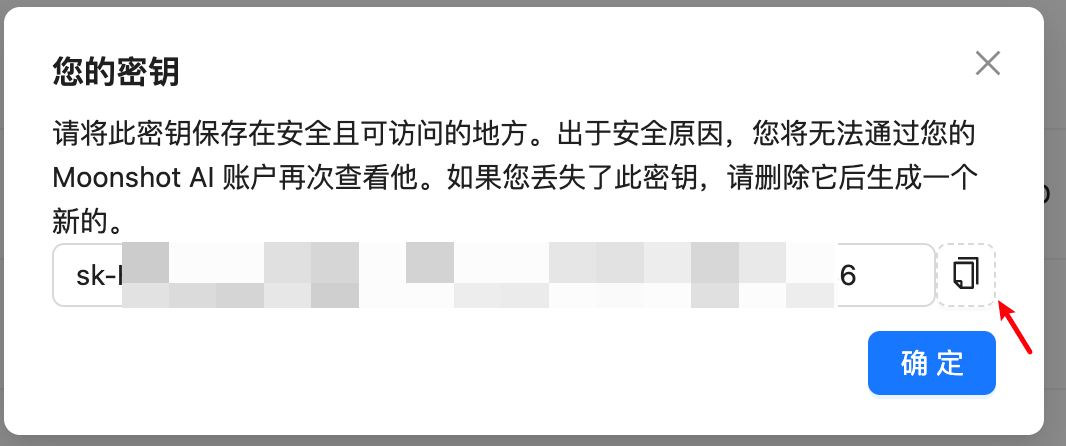 您的密钥
请将此密钥保存在安全且可访问的地方。出于安全原因，您将无法通过您的
Moonshot AI 账户再次查看他。如果您丢失了此密钥，请删除它后生成一个
新的。
sk- 6
确 定